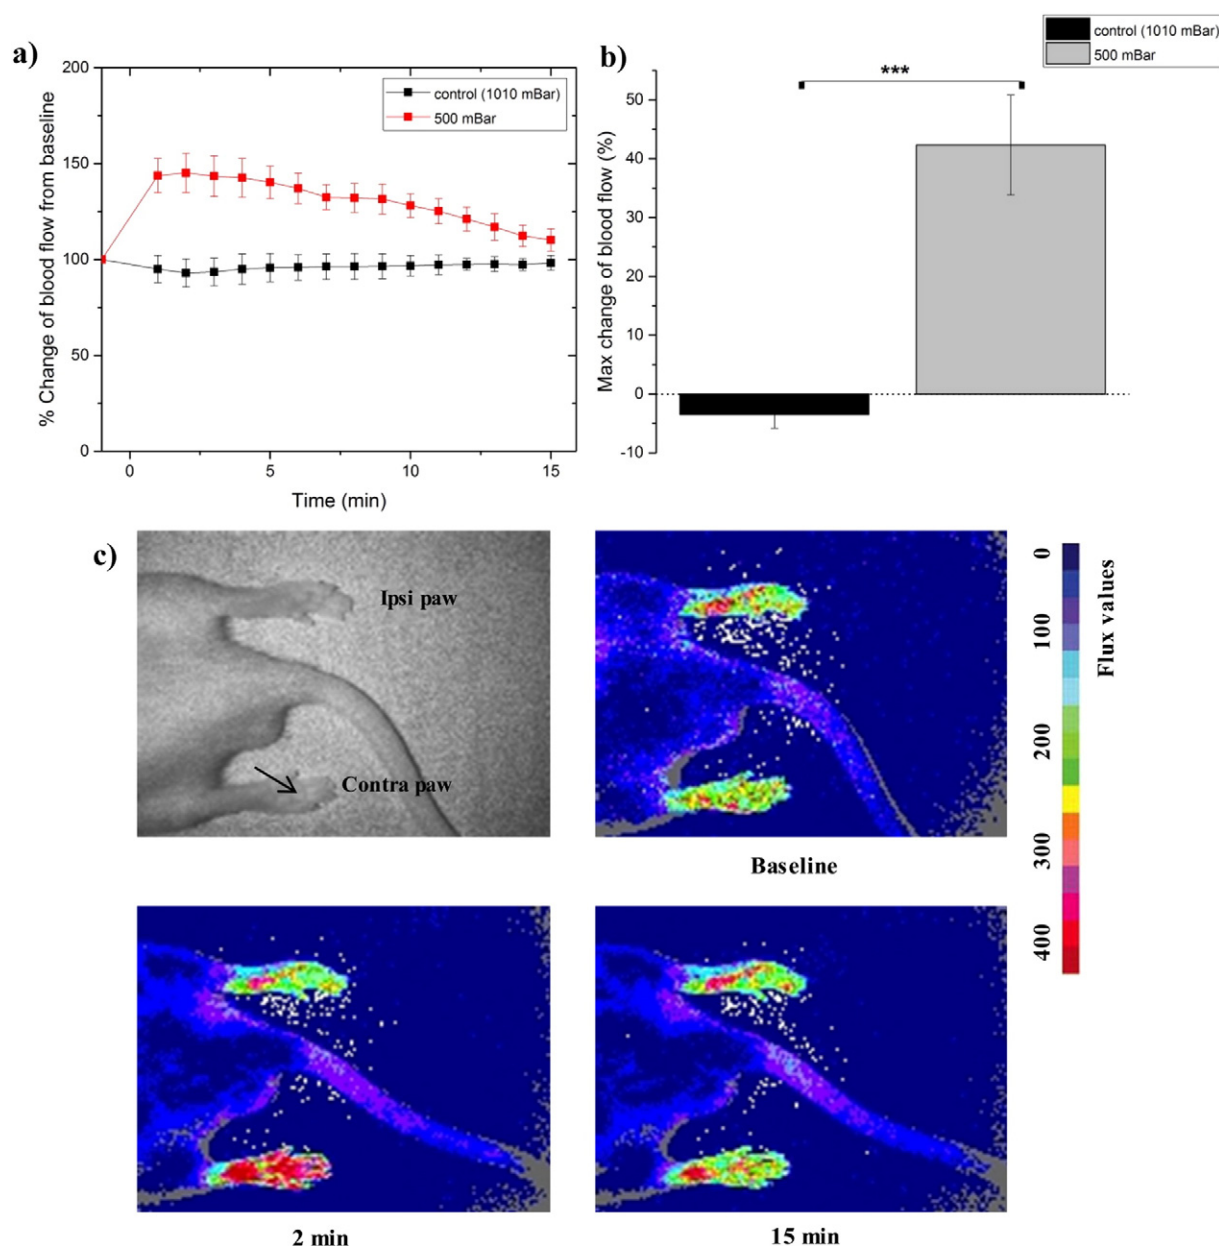 a)
% Change of blood flow from baseline
200
150
100
50
0
control (1010 mBar)
500 mBar
0
5
10
15
Time (min)
b)
control (1010 mBar)
500 mBar
***
Max change of blood flow (%)
50
40
30
20
10
0
-10
c)
Ipsi paw
Contra paw
Baseline
0
100
200
300
400
Flux values
2 min
15 min